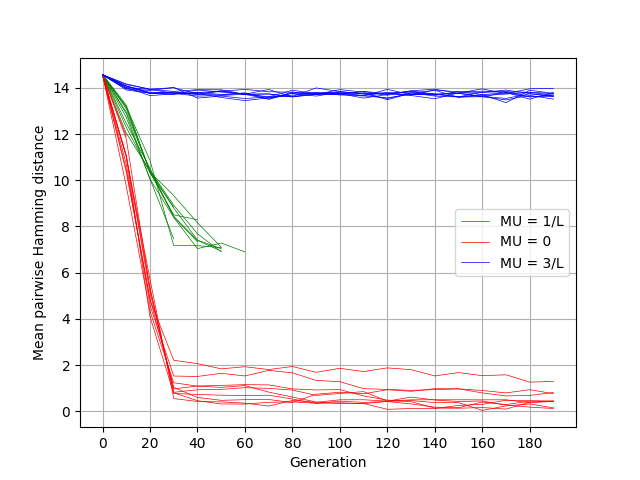 Mean pairwise Hamming distance
14
12
10
8
6
4
2
0
MU = 1/L
MU = 0
MU = 3/L
0 20 40 60 80 100 120 140 160 180
Generation